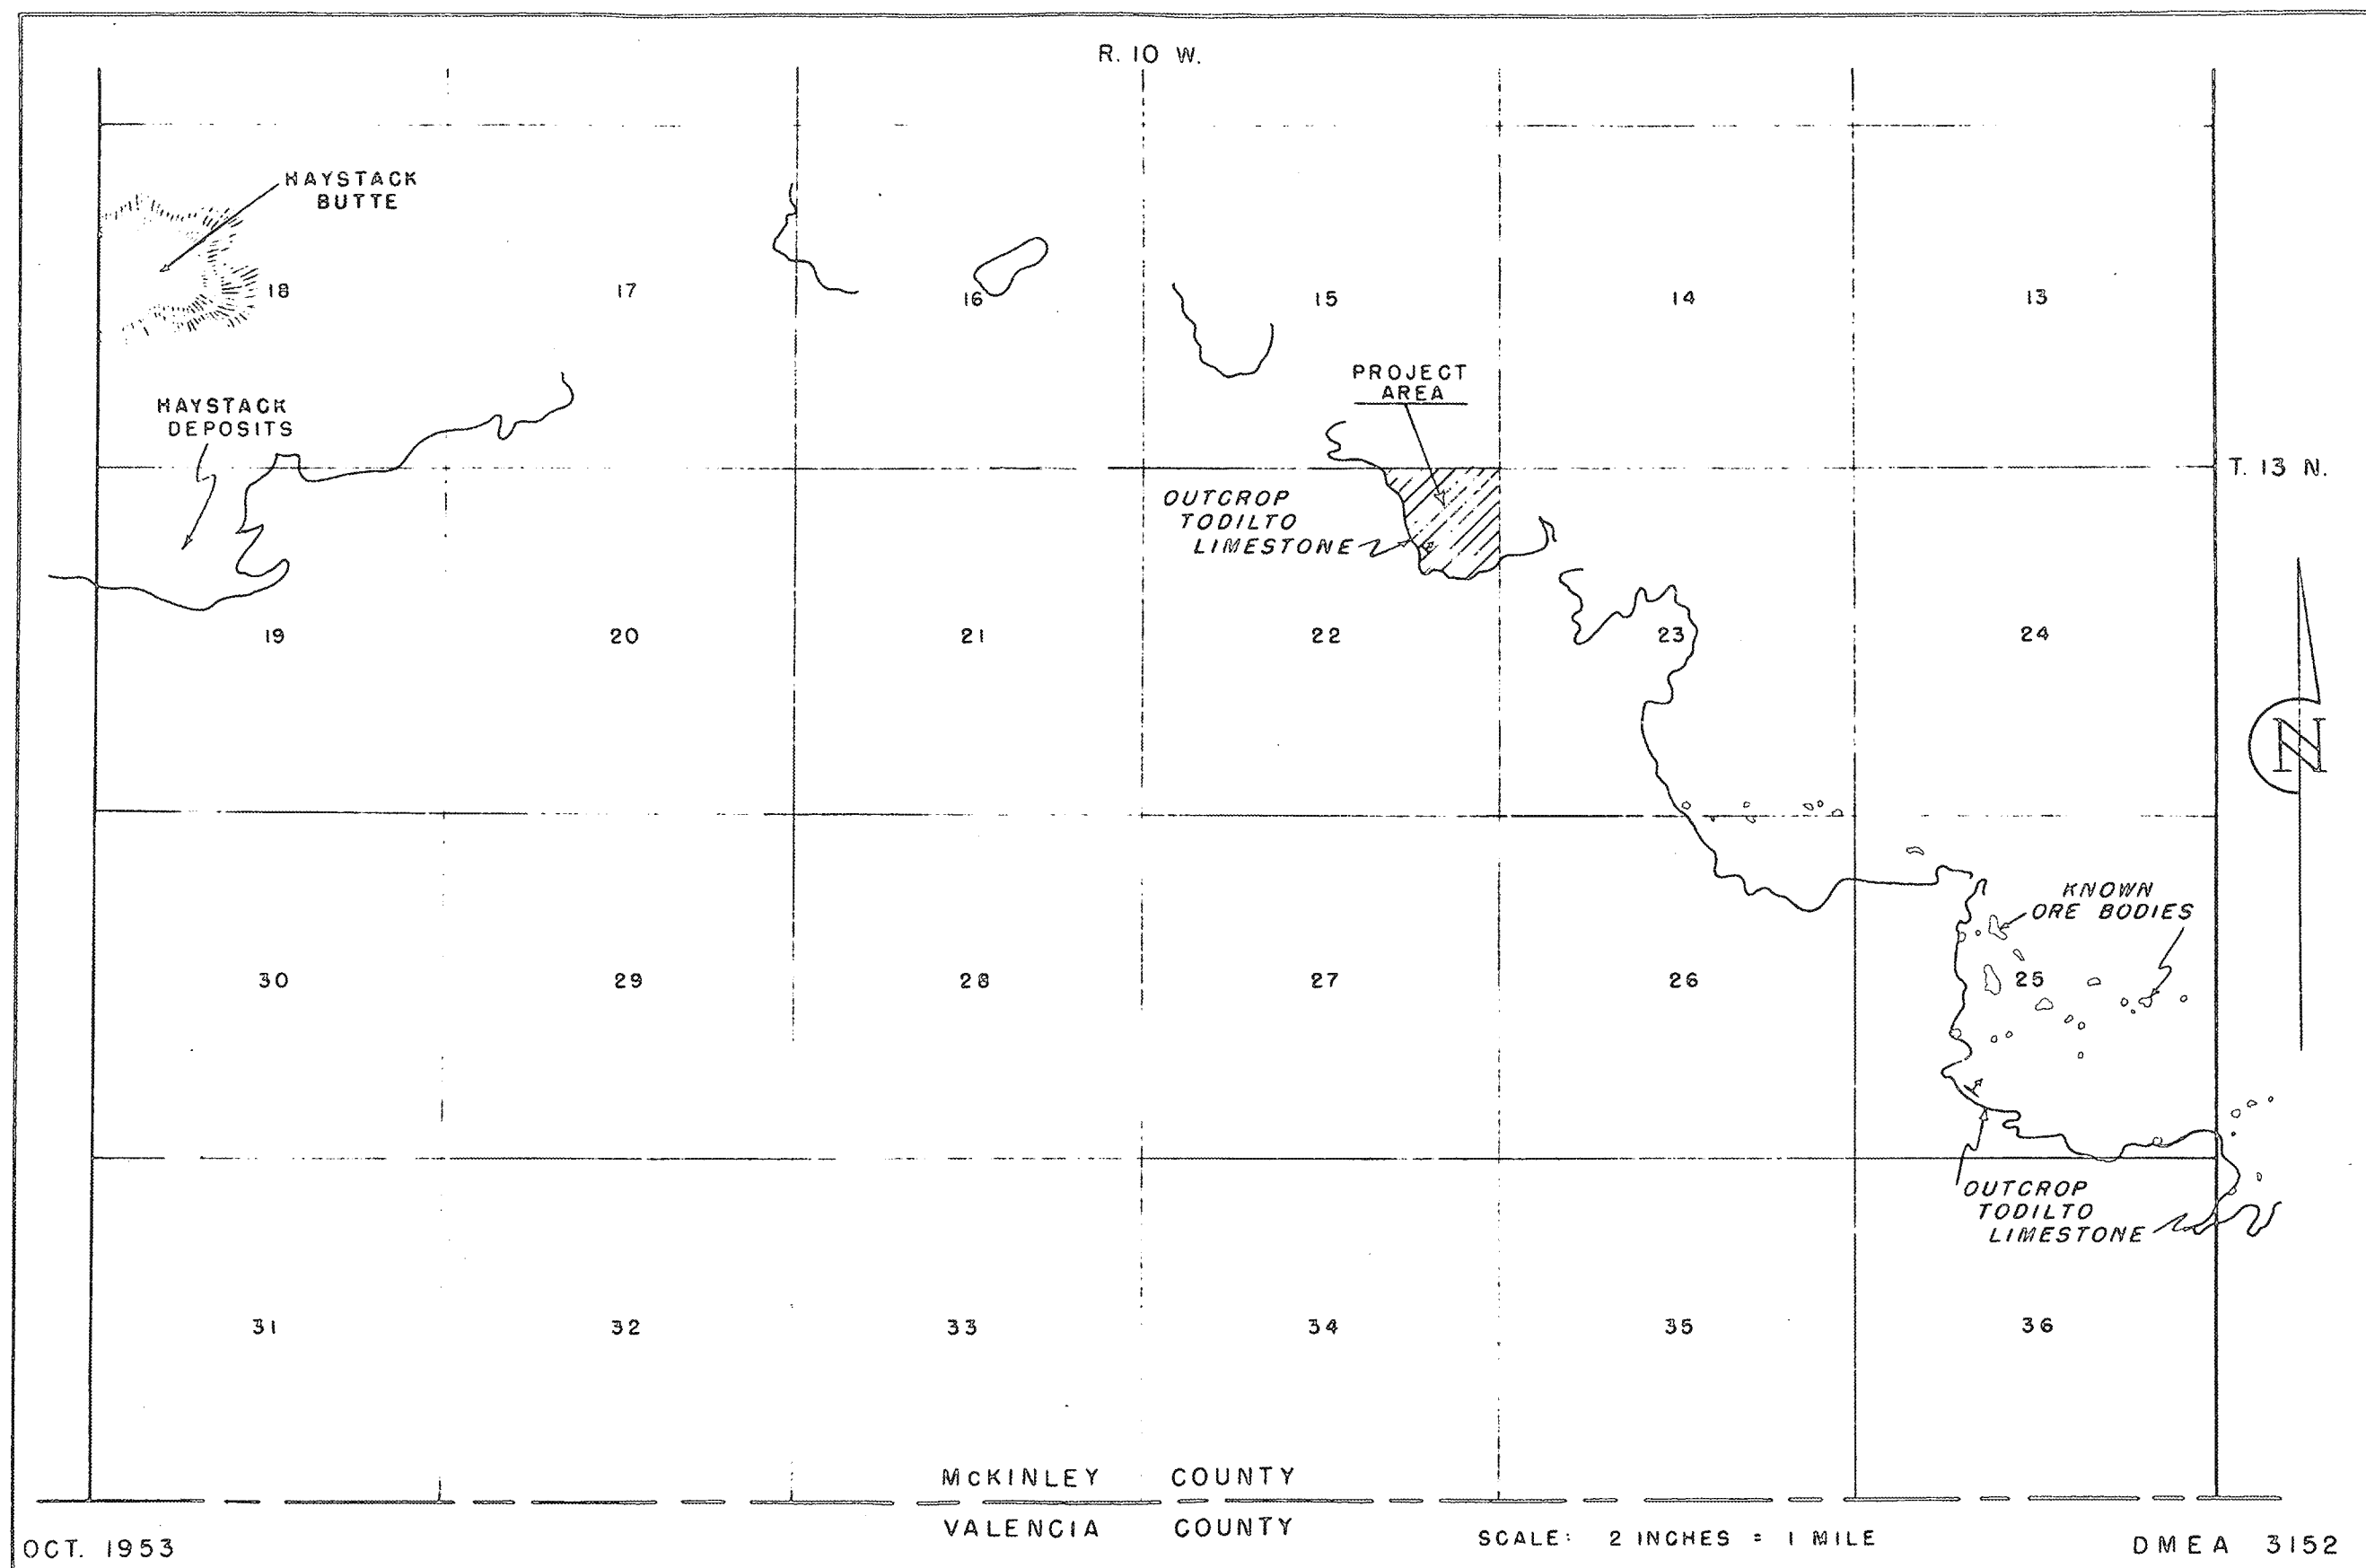 R. 10 W.
HAYSTACK
BUTTE
18
17
16
15
14
13
PROJECT
AREA
HAYSTACK
DEPOSITS
T. 13 N.
OUTCROP
TODILTO
LIMESTONE
19
20
21
22
23
24
N
KNOWN
ORE BODIES
30
29
28
27
26
25
OUTCROP
TODILTO
LIMESTONE
31
32
33
34
35
36
McKINLEY COUNTY
VALENCIA COUNTY
OCT. 1953
SCALE: 2 INCHES = 1 MILE
DMEA 3152